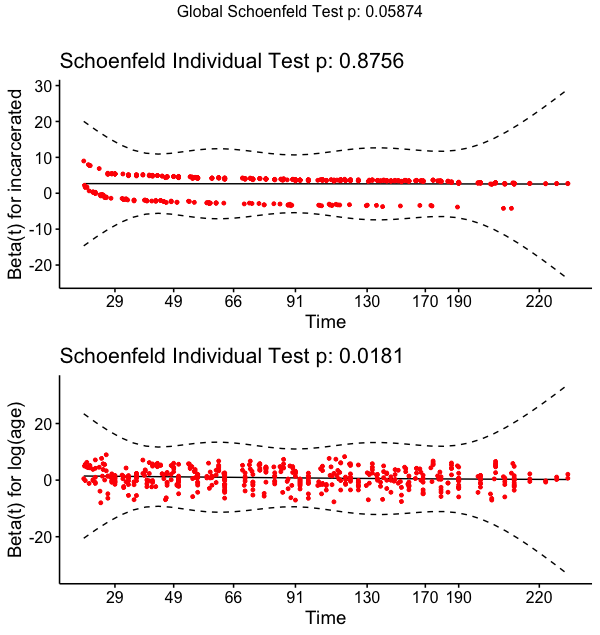 Global Schoenfeld Test p: 0.05874
Schoenfeld Individual Test p: 0.8756
Beta(t) for incarcerated
30
20
10
0
-10
-20
29 49 66 91 130 170 190 220
Time
Schoenfeld Individual Test p: 0.0181
Beta(t) for log(age)
20
0
-20
29 49 66 91 130 170 190 220
Time